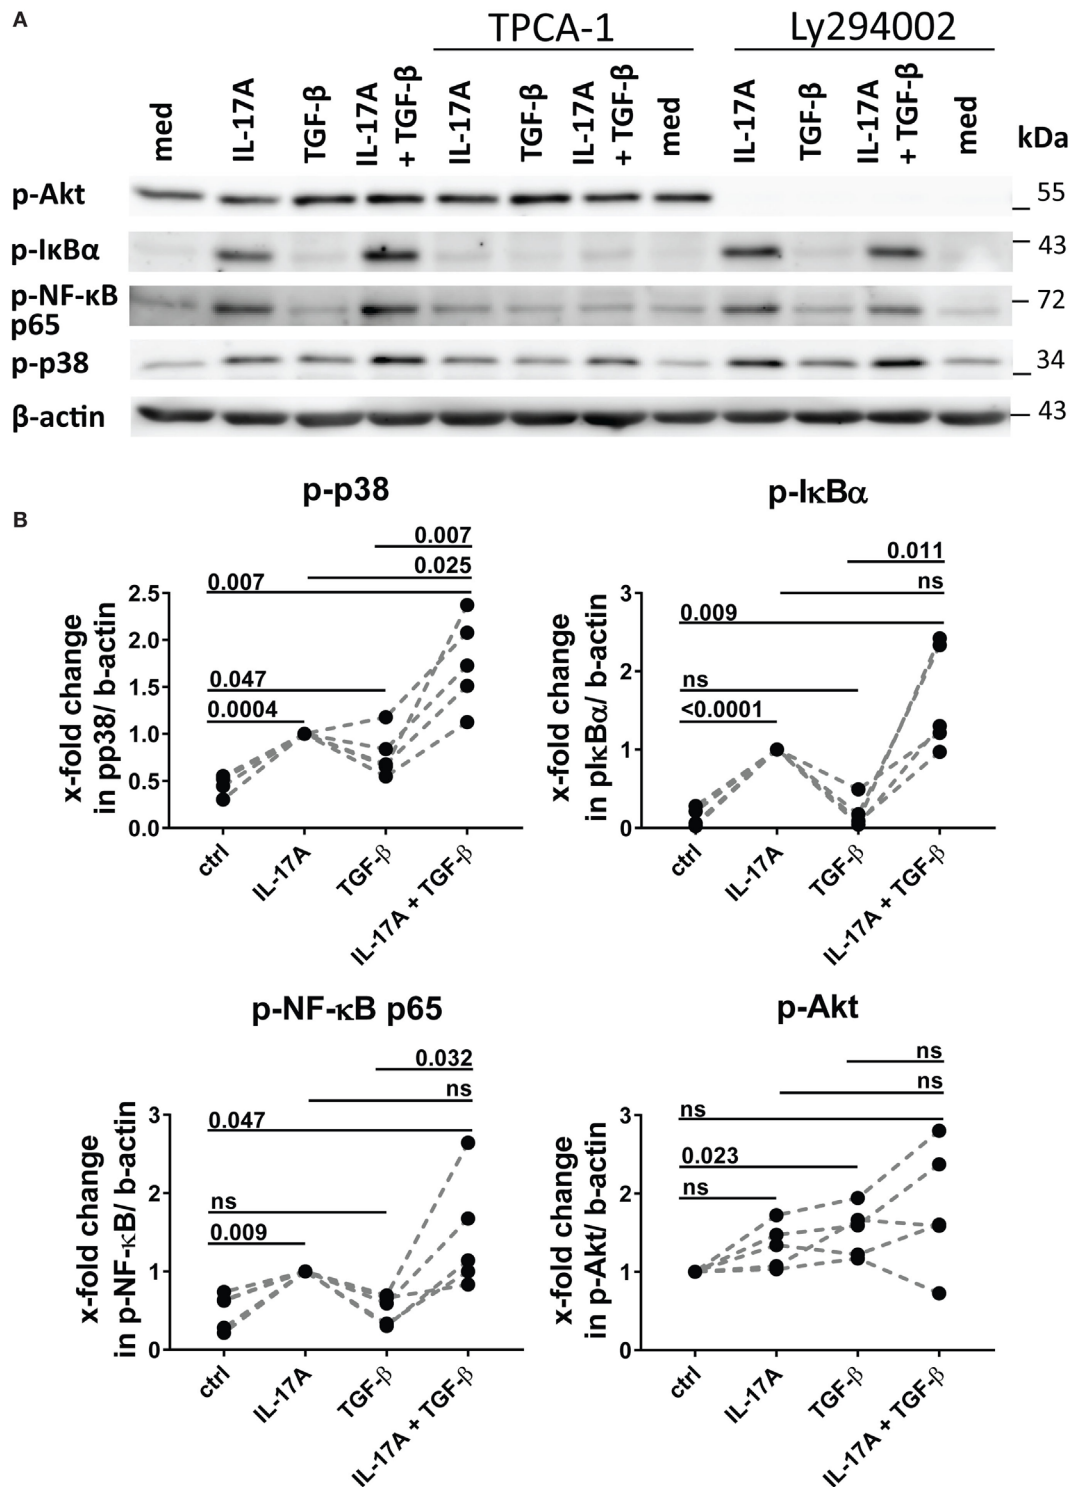 A
TPCA-1
Ly294002
med
IL-17A
TGF-β
IL-17A
+ TGF-β
IL-17A
TGF-β
IL-17A
+ TGF-β
med
IL-17A
TGF-β
IL-17A
+ TGF-β
med
kDa
p-Akt
55
p-IκBα
43
p-NF-κB
p65
72
p-p38
34
β-actin
43
B
p-p38
0.007
0.025
0.007
0.047
0.0004
x-fold change
in pp38/ b-actin
2.5
2.0
1.5
1.0
0.5
0.0
ctrl
IL-17A
TGF-β
IL-17A + TGF-β
p-IκBα
0.011
ns
0.009
ns
<0.0001
x-fold change
in pIκBα/ b-actin
3
2
1
0
ctrl
IL-17A
TGF-β
IL-17A + TGF-β
p-NF-κB p65
0.032
ns
0.047
ns
0.009
x-fold change
in p-NF-κB/ b-actin
3
2
1
0
ctrl
IL-17A
TGF-β
IL-17A + TGF-β
p-Akt
ns
ns
ns
0.023
ns
x-fold change
in p-Akt/ b-actin
3
2
1
0
ctrl
IL-17A
TGF-β
IL-17A + TGF-β